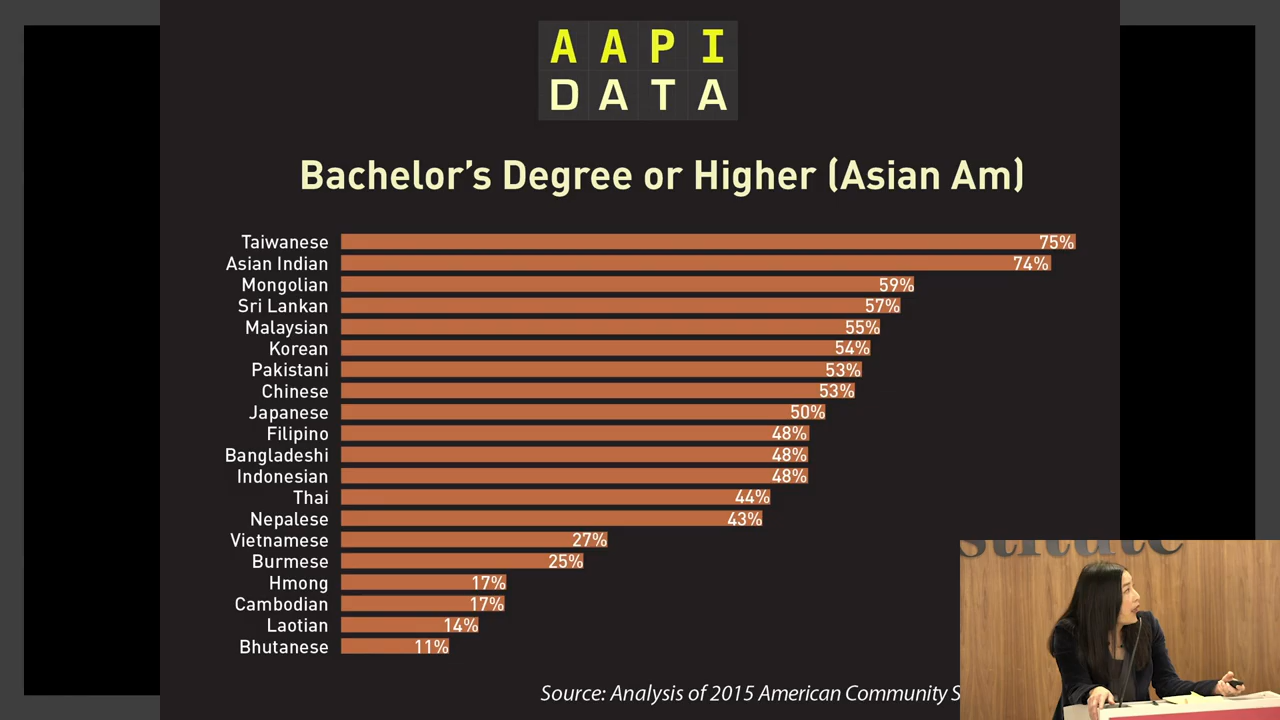 AAPI
DATA
Bachelor's Degree or Higher (Asian Am)
Taiwanese 75%
Asian Indian 74%
Mongolian 59%
Sri Lankan 57%
Malaysian 55%
Korean 54%
Pakistani 53%
Chinese 53%
Japanese 50%
Filipino 48%
Bangladeshi 48%
Indonesian 48%
Thai 44%
Nepalese 43%
Vietnamese 27%
Burmese 25%
Hmong 17%
Cambodian 17%
Laotian 14%
Bhutanese 11%
Source: Analysis of 2015 American Community S
stitute